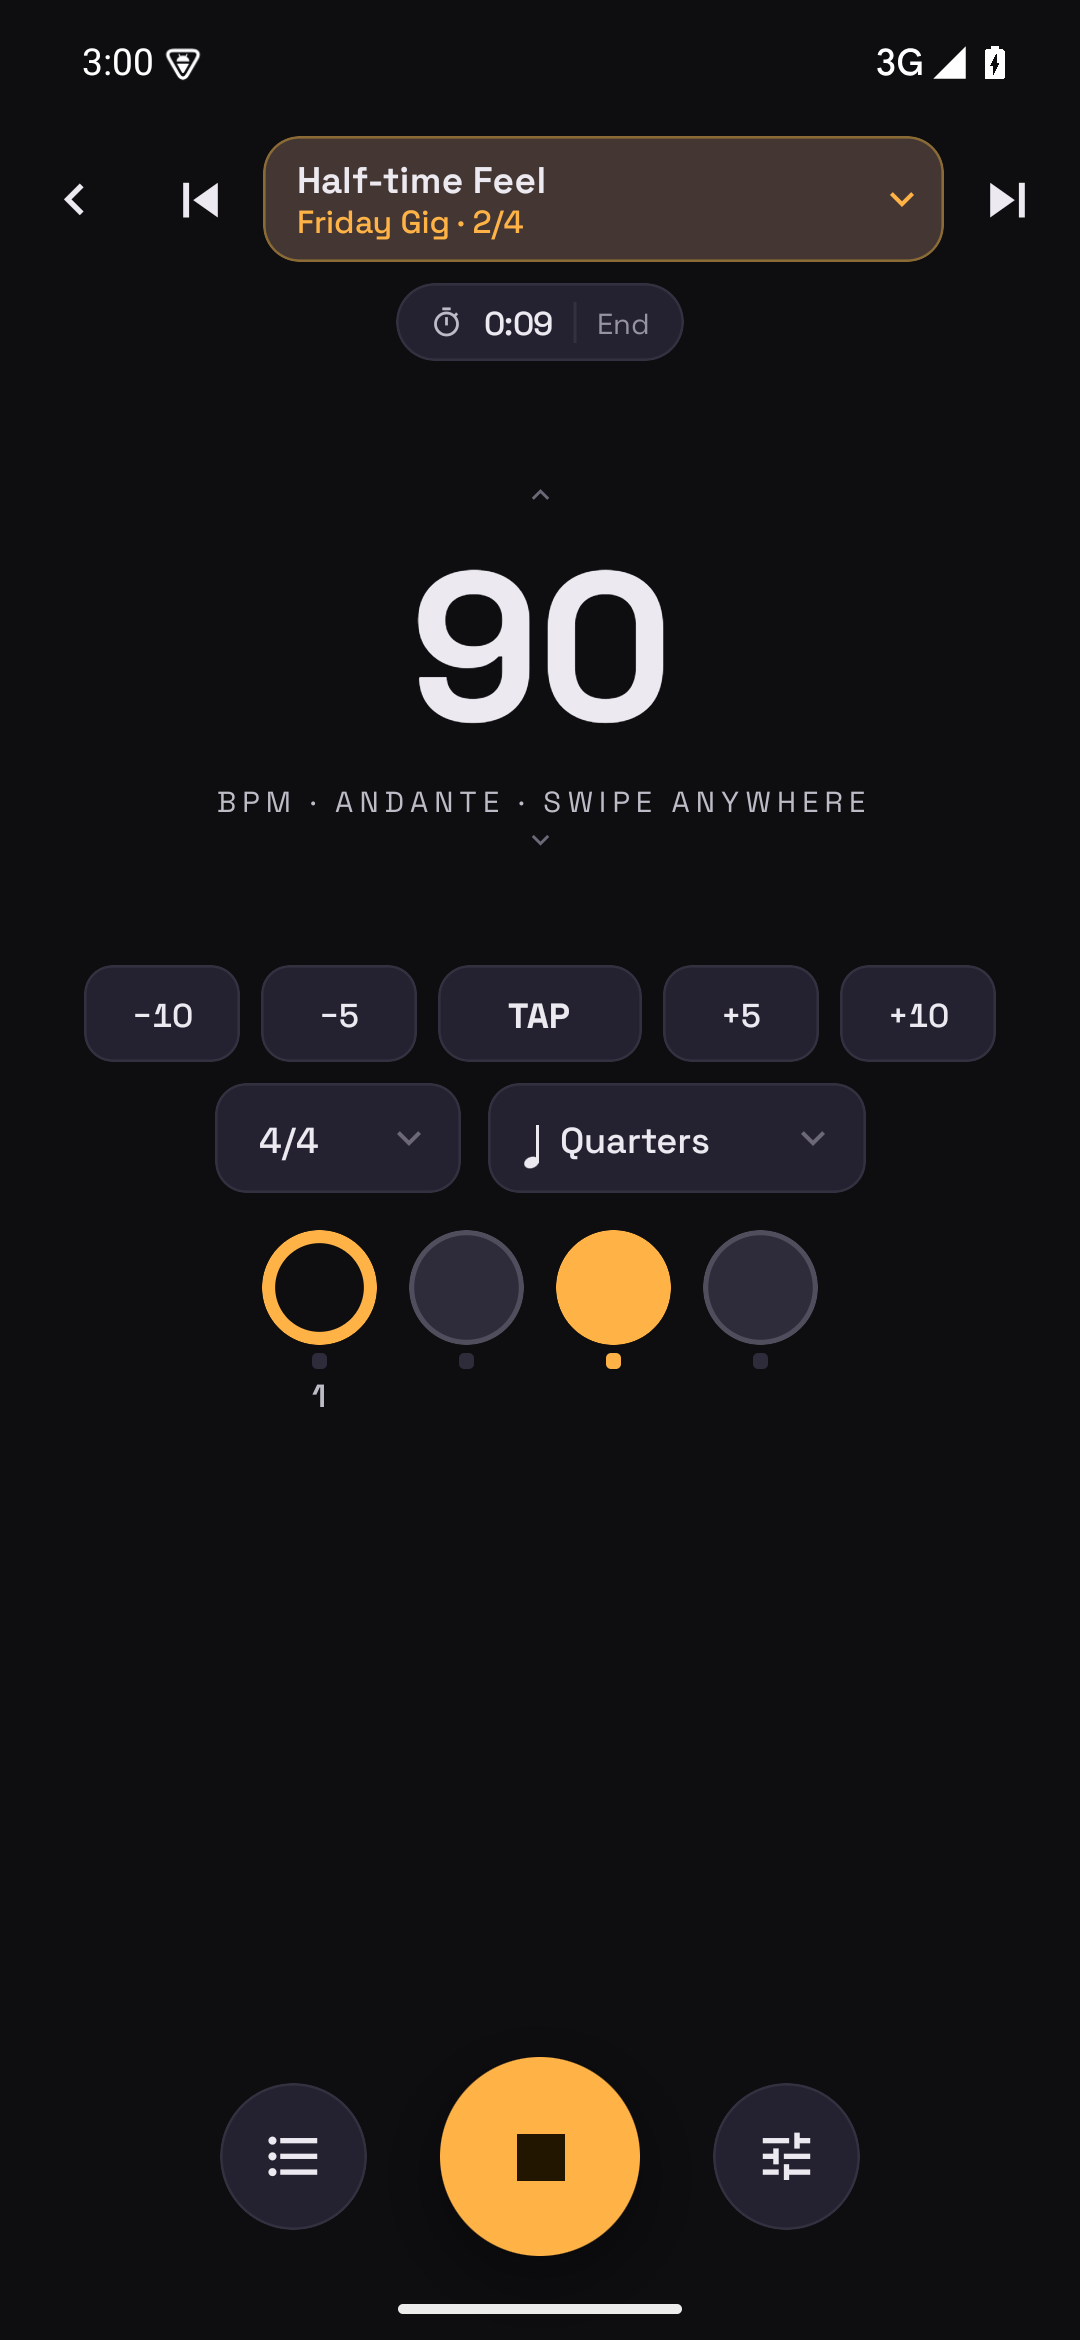 3:00
3G
Half-time Feel
Friday Gig · 2/4
0:09 End
90
BPM · ANDANTE · SWIPE ANYWHERE
−10 −5 TAP +5 +10
4/4 Quarters
1